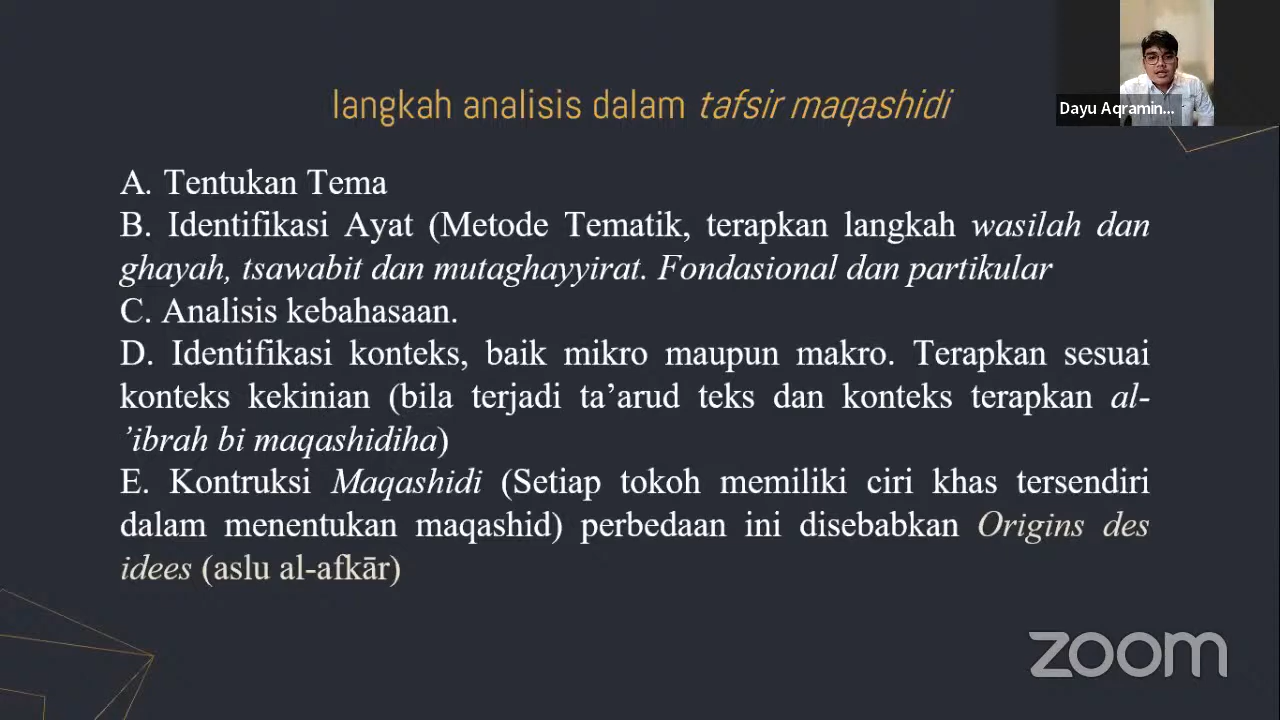 langkah analisis dalam tafsir maqashidi
Dayu Aqramin...
A. Tentukan Tema
B. Identifikasi Ayat (Metode Tematik, terapkan langkah wasilah dan
ghayah, tsawabit dan mutaghayyirat. Fondasional dan partikular
C. Analisis kebahasaan.
D. Identifikasi konteks, baik mikro maupun makro. Terapkan sesuai
konteks kekinian (bila terjadi ta’arud teks dan konteks terapkan al-
’ibrah bi maqashidiha)
E. Kontruksi Maqashidi (Setiap tokoh memiliki ciri khas tersendiri
dalam menentukan maqashid) perbedaan ini disebabkan Origins des
idees (aslu al-afkār)
zoom